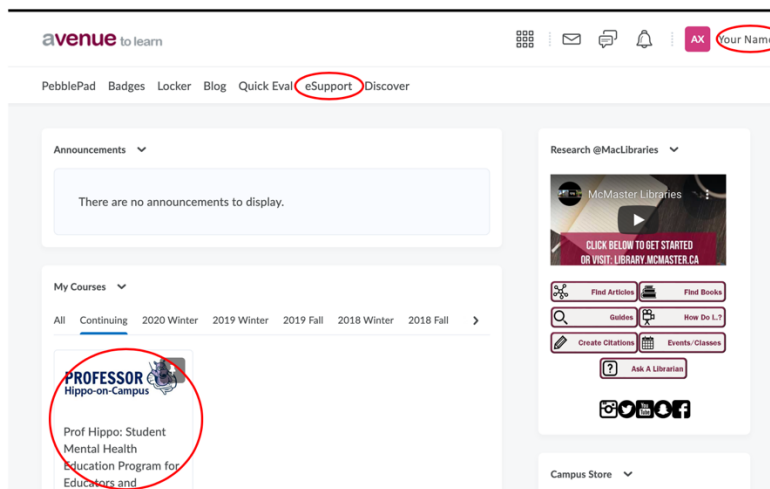 avenue to learn
AX
Your Name
PebblePad Badges Locker Blog Quick Eval eSupport Discover
Announcements
There are no announcements to display.
My Courses
All Continuing 2020 Winter 2019 Winter 2019 Fall 2018 Winter 2018 Fall
PROFESSOR
Hippo-on-Campus
Prof Hippo: Student
Mental Health
Education Program for
Educators and
Research @MacLibraries
McMaster Libraries
CLICK BELOW TO GET STARTED
OR VISIT: LIBRARY.MCMASTER.CA
Find Articles Find Books
Guides How Do I..?
Create Citations Events/Classes
Ask A Librarian
You
Tube
Campus Store